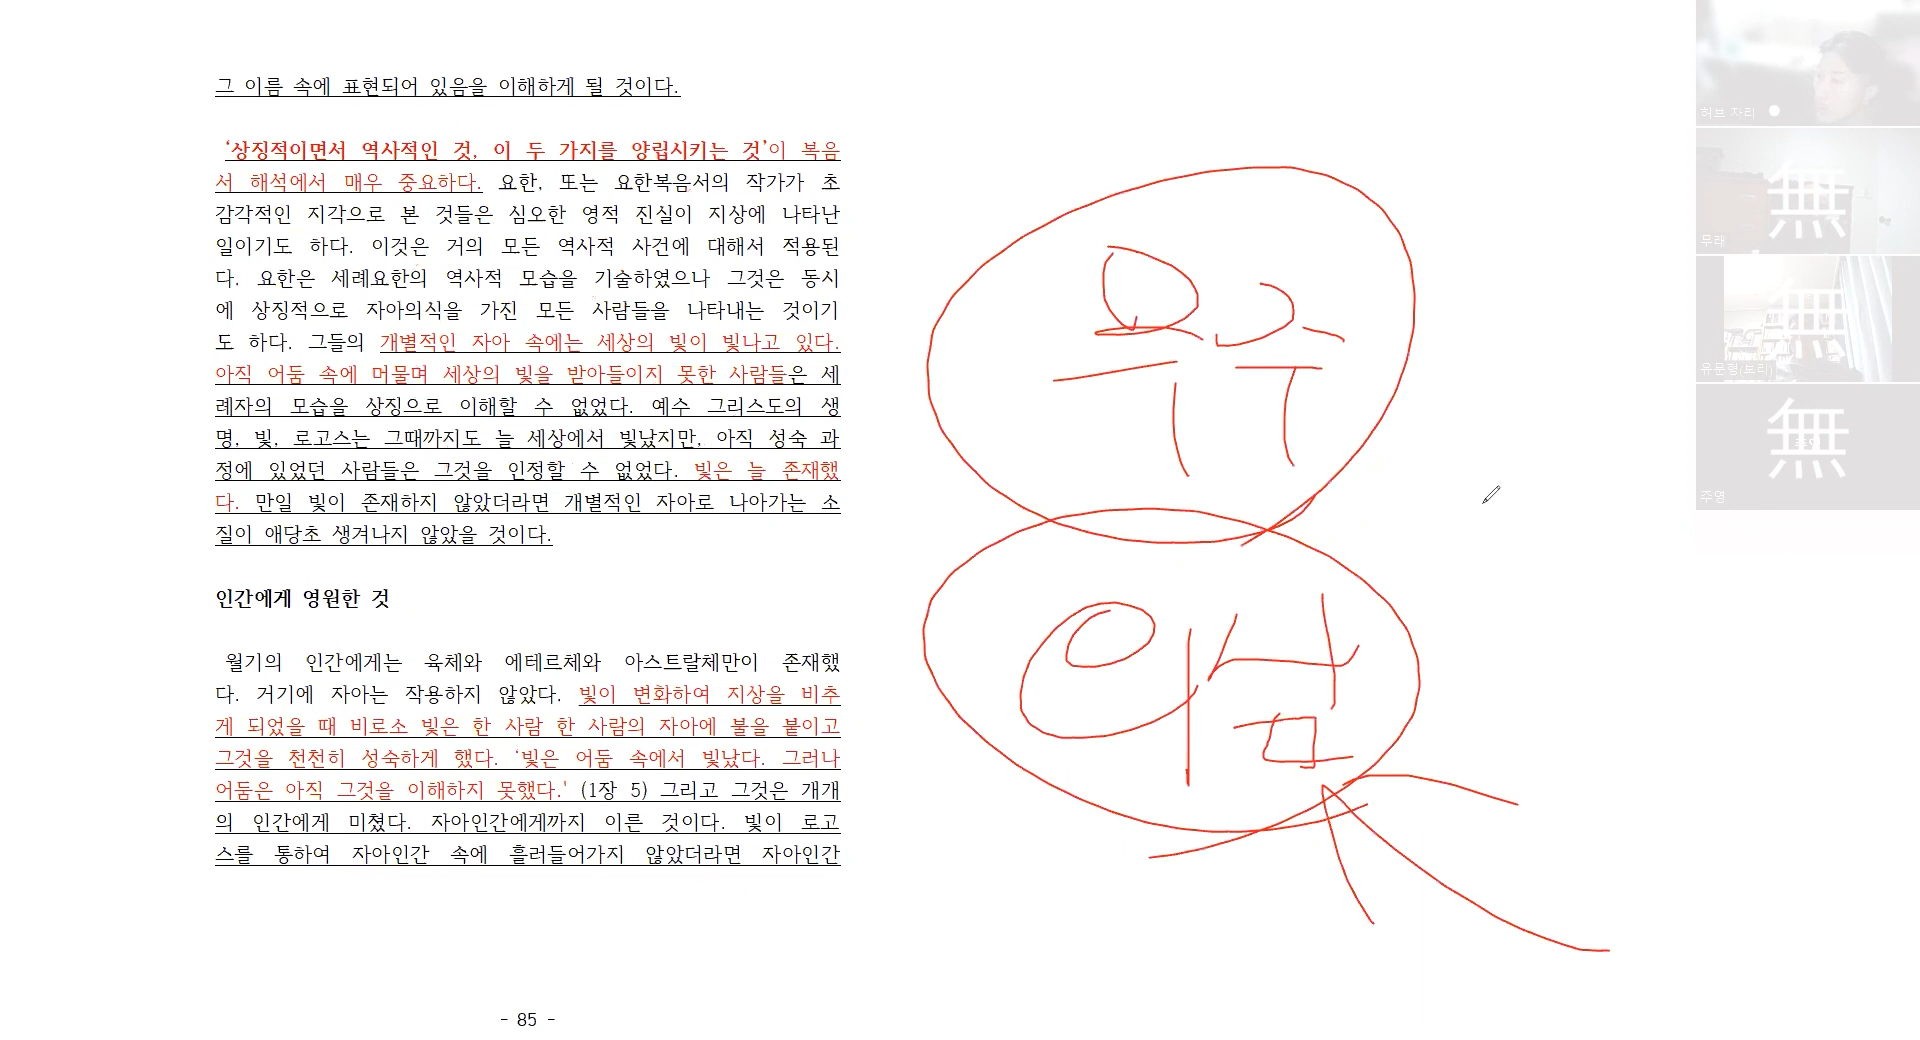 그 이름 속에 표현되어 있음을 이해하게 될 것이다.
‘상징적이면서 역사적인 것, 이 두 가지를 양립시키는 것’이 복음
서 해석에서 매우 중요하다. 요한, 또는 요한복음서의 작가가 초
감각적인 지각으로 본 것들은 심오한 영적 진실이 지상에 나타난
일이기도 하다. 이것은 거의 모든 역사적 사건에 대해서 적용된
다. 요한은 세례요한의 역사적 모습을 기술하였으나 그것은 동시
에 상징적으로 자아의식을 가진 모든 사람들을 나타내는 것이기
도 하다. 그들의 개별적인 자아 속에는 세상의 빛이 빛나고 있다.
아직 어둠 속에 머물며 세상의 빛을 받아들이지 못한 사람들은 세
례자의 모습을 상징으로 이해할 수 없었다. 예수 그리스도의 생
명, 빛, 로고스는 그때까지도 늘 세상에서 빛났지만, 아직 성숙 과
정에 있었던 사람들은 그것을 인정할 수 없었다. 빛은 늘 존재했
다. 만일 빛이 존재하지 않았더라면 개별적인 자아로 나아가는 소
질이 애당초 생겨나지 않았을 것이다.
인간에게 영원한 것
월기의 인간에게는 육체와 에테르체와 아스트랄체만이 존재했
다. 거기에 자아는 작용하지 않았다. 빛이 변화하여 지상을 비추
게 되었을 때 비로소 빛은 한 사람 한 사람의 자아에 불을 붙이고
그것을 천천히 성숙하게 했다. ‘빛은 어둠 속에서 빛났다. 그러나
어둠은 아직 그것을 이해하지 못했다.' (1장 5) 그리고 그것은 개개
의 인간에게 미쳤다. 자아인간에게까지 이른 것이다. 빛이 로고
스를 통하여 자아인간 속에 흘러들어가지 않았더라면 자아인간
- 85 -
우주
허브 자리
無
무래
無
유문형(보리)
無
주영